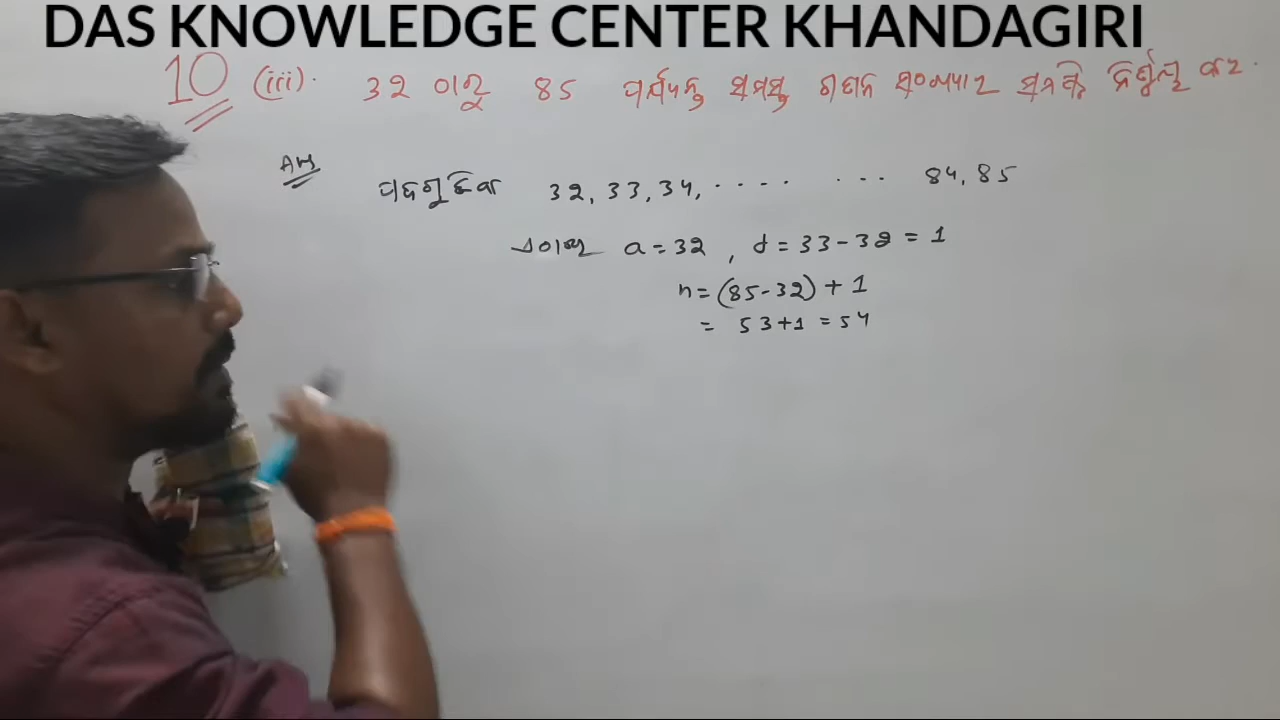 DAS KNOWLEDGE CENTER KHANDAGIRI
10 (iii). 32 ଠାରୁ 85 ପର୍ଯ୍ୟନ୍ତ ସମସ୍ତ ଗଣନ ସଂଖ୍ୟାର ସମଷ୍ଟି ନିର୍ଣ୍ଣୟ କର.
Ans
ପଦଗୁଡିକ 32, 33, 34, .... ... 84, 85
ଏଠାରେ a = 32 , d = 33 - 32 = 1
n = (85 - 32) + 1
= 53 + 1 = 54